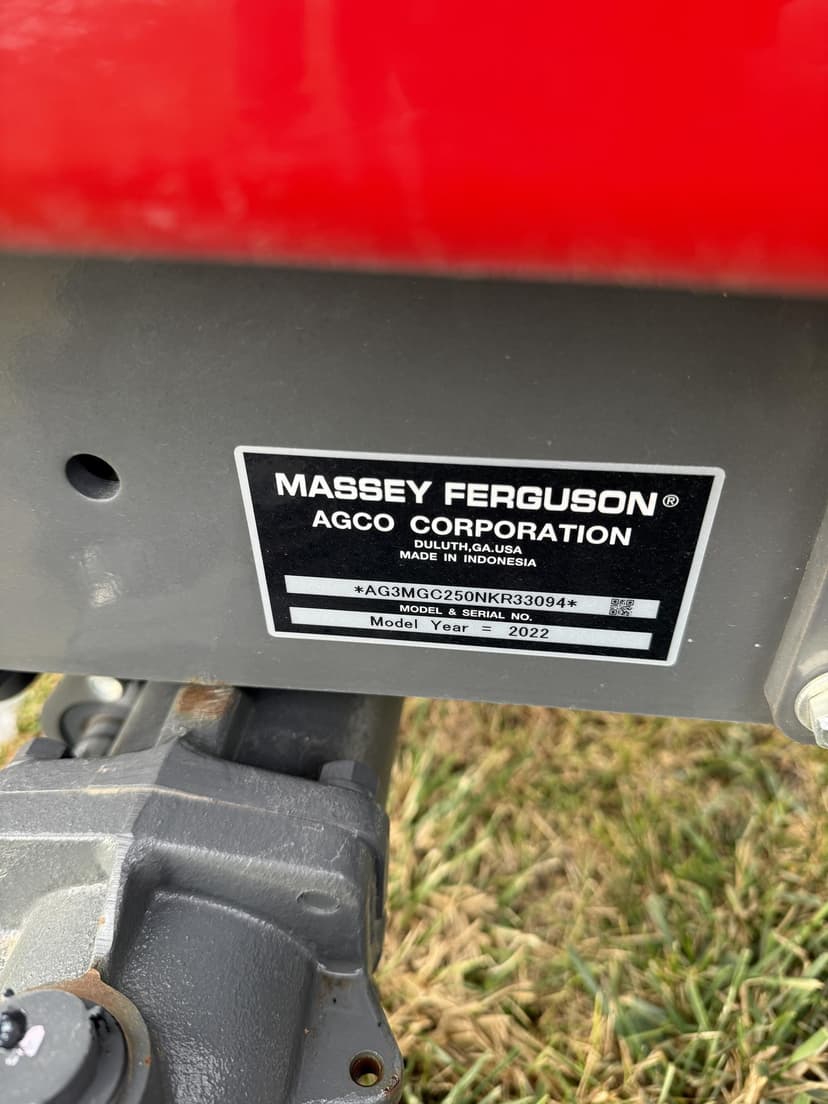 MASSEY FERGUSON®
AGCO CORPORATION
DULUTH,GA.USA
MADE IN INDONESIA
*AG3MGC250NKR33094*
MODEL & SERIAL NO.
Model Year = 2022